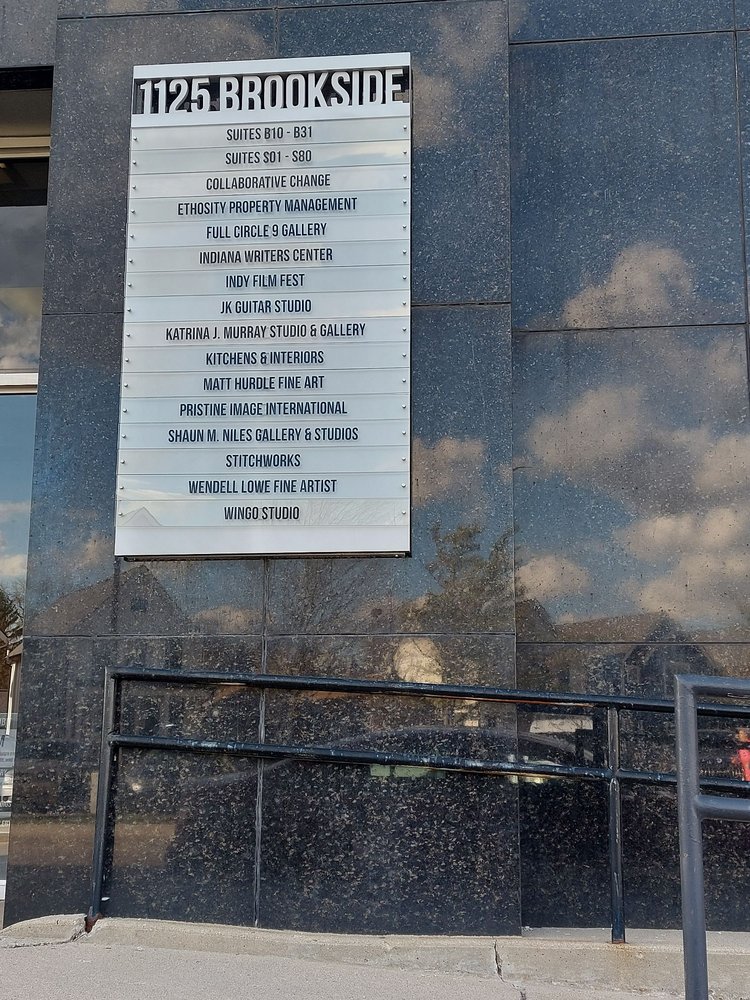 1125 BROOKSIDE
SUITES B10 - B31
SUITES S01 - S80
COLLABORATIVE CHANGE
ETHOSITY PROPERTY MANAGEMENT
FULL CIRCLE 9 GALLERY
INDIANA WRITERS CENTER
INDY FILM FEST
JK GUITAR STUDIO
KATRINA J. MURRAY STUDIO & GALLERY
KITCHENS & INTERIORS
MATT HURDLE FINE ART
PRISTINE IMAGE INTERNATIONAL
SHAUN M. NILES GALLERY & STUDIOS
STITCHWORKS
WENDELL LOWE FINE ARTIST
WINGO STUDIO